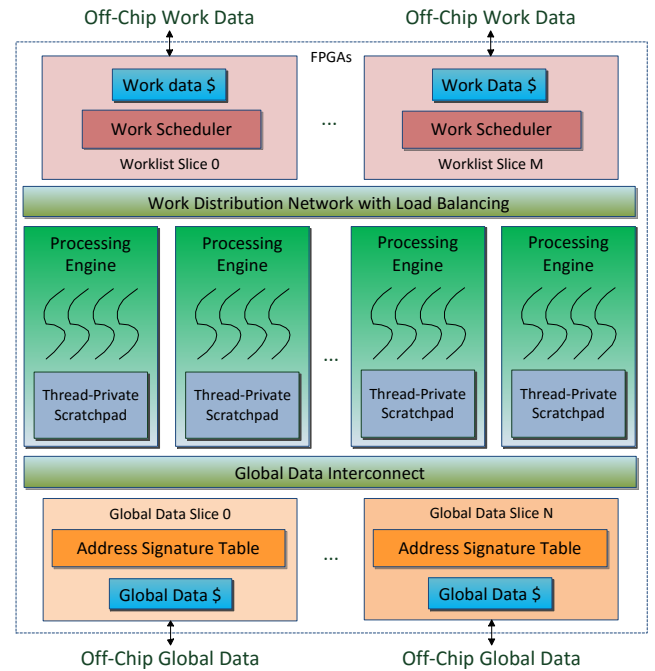 Off-Chip Work Data
Off-Chip Work Data
FPGAs
Work data $
Work Data $
Work Scheduler
...
Work Scheduler
Worklist Slice 0
Worklist Slice M
Work Distribution Network with Load Balancing
Processing
Engine
Processing
Engine
Processing
Engine
Processing
Engine
...
Thread-Private
Scratchpad
Thread-Private
Scratchpad
Thread-Private
Scratchpad
Thread-Private
Scratchpad
Global Data Interconnect
Global Data Slice 0
Global Data Slice N
Address Signature Table
...
Address Signature Table
Global Data $
Global Data $
Off-Chip Global Data
Off-Chip Global Data